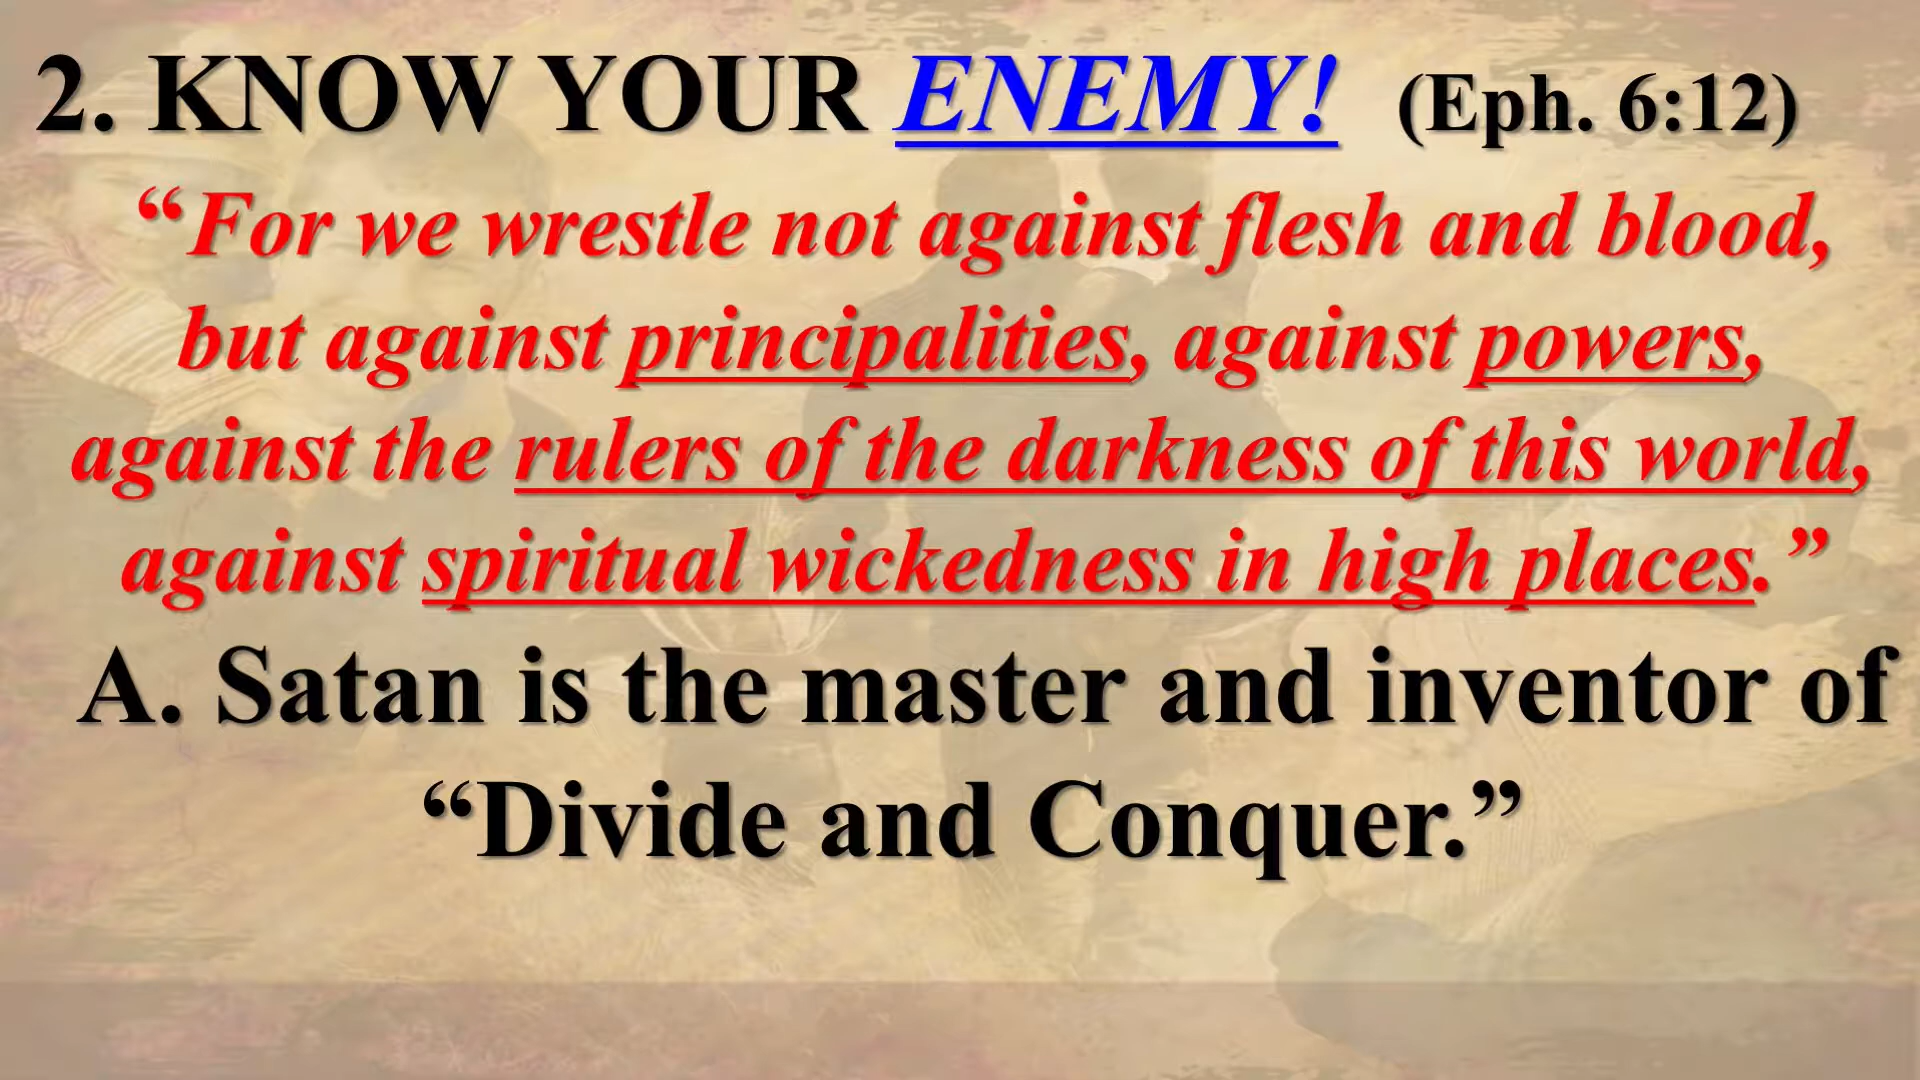 2. KNOW YOUR ENEMY! (Eph. 6:12)
“For we wrestle not against flesh and blood,
but against principalities, against powers,
against the rulers of the darkness of this world,
against spiritual wickedness in high places.”
A. Satan is the master and inventor of
“Divide and Conquer.”